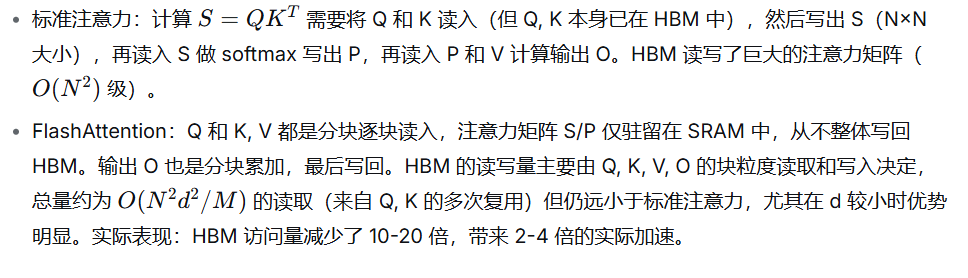 • 标准注意力：计算 $S = QK^T$ 需要将 Q 和 K 读入（但 Q, K 本身已在 HBM 中），然后写出 S（N×N
大小），再读入 S 做 softmax 写出 P，再读入 P 和 V 计算输出 O。HBM 读写了巨大的注意力矩阵（
$O(N^2)$ 级）。
• FlashAttention：Q 和 K, V 都是分块逐块读入，注意力矩阵 S/P 仅驻留在 SRAM 中，从不整体写回
HBM。输出 O 也是分块累加，最后写回。HBM 的读写量主要由 Q, K, V, O 的块粒度读取和写入决定，
总量约为 $O(N^2d^2/M)$ 的读取（来自 Q, K 的多次复用）但仍远小于标准注意力，尤其在 d 较小时优势
明显。实际表现：HBM 访问量减少了 10-20 倍，带来 2-4 倍的实际加速。